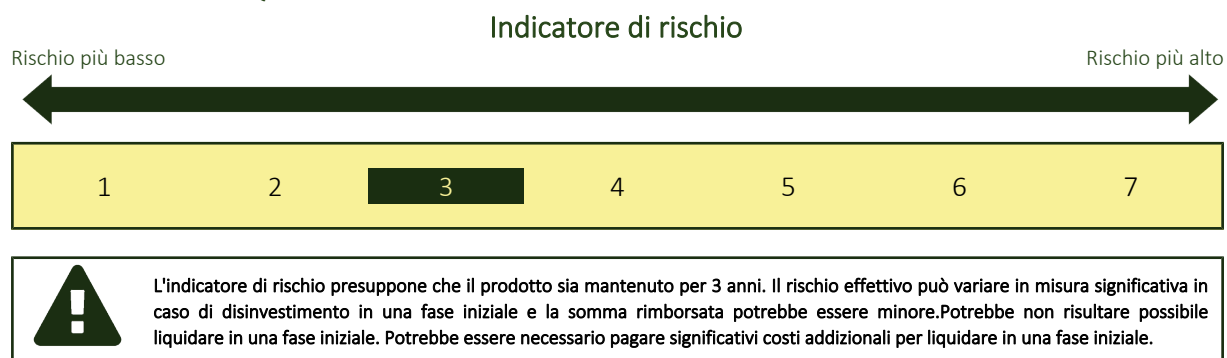 Indicatore di rischio
Rischio più basso
Rischio più alto
1 2 3 4 5 6 7
L'indicatore di rischio presuppone che il prodotto sia mantenuto per 3 anni. Il rischio effettivo può variare in misura significativa in
caso di disinvestimento in una fase iniziale e la somma rimborsata potrebbe essere minore.Potrebbe non risultare possibile
liquidare in una fase iniziale. Potrebbe essere necessario pagare significativi costi addizionali per liquidare in una fase iniziale.